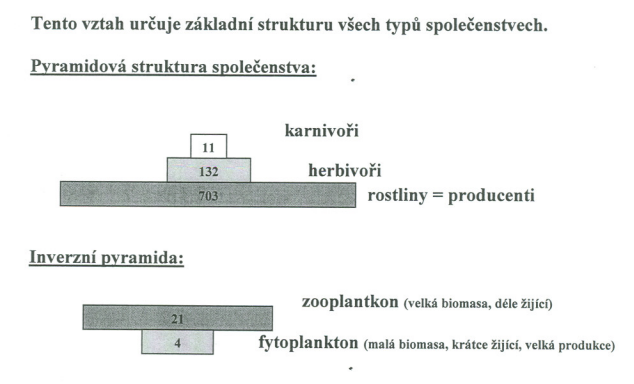 Tento vztah určuje základní strukturu všech typů společenstvech.
Pyramidová struktura společenstva:
karnivoři
11
132 herbivoři
703 rostliny = producenti
Inverzní pyramida:
21 zooplantkon (velká biomasa, déle žijící)
4 fytoplankton (malá biomasa, krátce žijící, velká produkce)